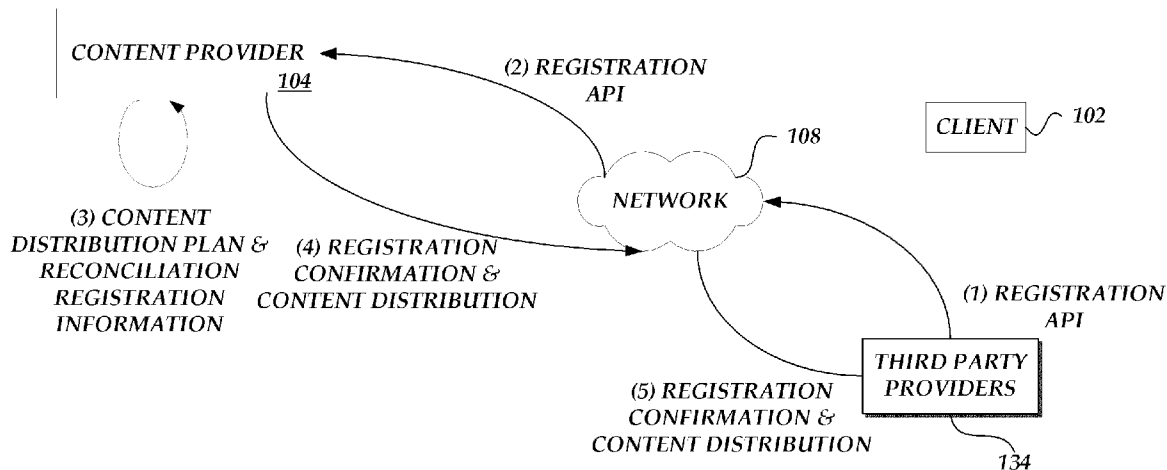 CONTENT PROVIDER
104
(2) REGISTRATION
API
CLIENT
102
108
NETWORK
(3) CONTENT
DISTRIBUTION PLAN &
RECONCILIATION
REGISTRATION
INFORMATION
(4) REGISTRATION
CONFIRMATION &
CONTENT DISTRIBUTION
(1) REGISTRATION
API
THIRD PARTY
PROVIDERS
(5) REGISTRATION
CONFIRMATION &
CONTENT DISTRIBUTION
134